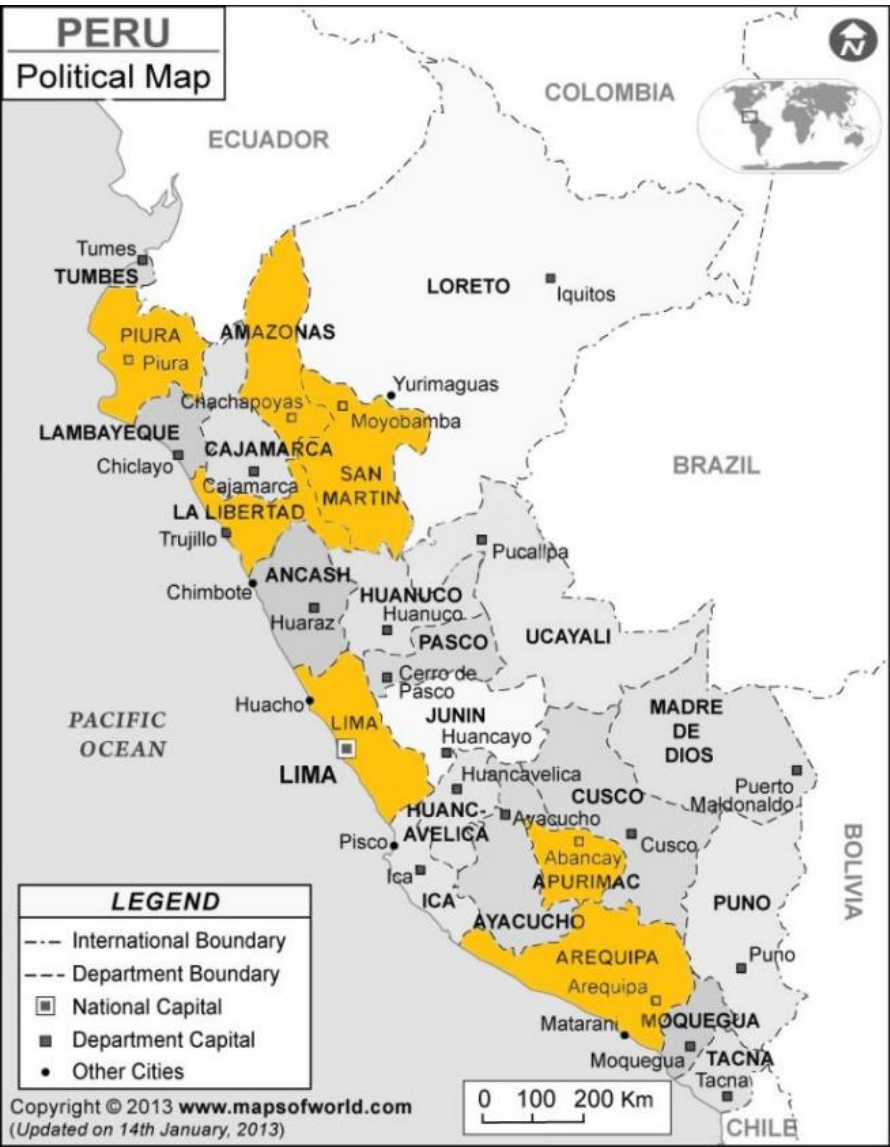 PERU
Political Map
N
COLOMBIA
ECUADOR
Tumes
TUMBES
LORETO
Iquitos
PIURA
Piura
AMAZONAS
Yurimaguas
Chachapoyas
Moyobamba
LAMBAYEQUE
CAJAMARCA
Chiclayo
Cajamarca
SAN
MARTIN
BRAZIL
LA LIBERTAD
Trujillo
Pucallpa
ANCASH
Chimbote
HUANUCO
Huanuco
Huaraz
PASCO
UCAYALI
Cerro de
Pasco
Huacho
LIMA
JUNIN
MADRE
DE
DIOS
PACIFIC
OCEAN
Huancayo
LIMA
Huancavelica
Puerto
Maldonaldo
CUSCO
HUANC-
AVELICA
Ayacucho
Pisco
Cusco
Abancay
BOLIVIA
Ica
APURIMAC
ICA
PUNO
AYACUCHO
LEGEND
International Boundary
Department Boundary
National Capital
Department Capital
Other Cities
AREQUIPA
Puno
Arequipa
Matarani
MOQUEGUA
Moquegua
TACNA
Tacna
0 100 200 Km
CHILE
Copyright © 2013 www.mapsofworld.com
(Updated on 14th January, 2013)